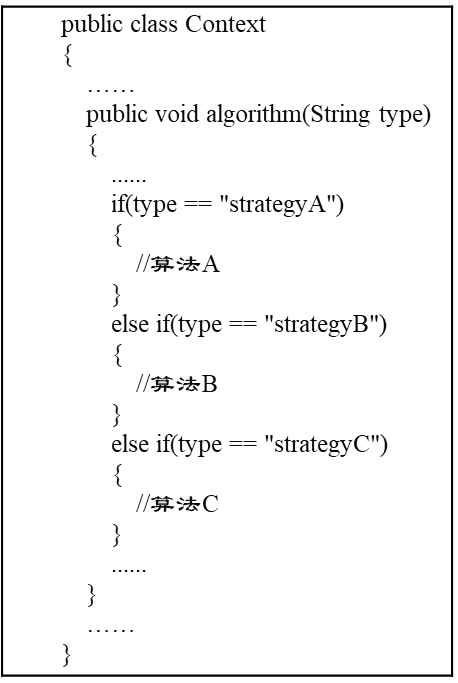 public class Context
{
……
public void algorithm(String type)
{
......
if(type == "strategyA")
{
//算法A
}
else if(type == "strategyB")
{
//算法B
}
else if(type == "strategyC")
{
//算法C
}
......
}
……
}